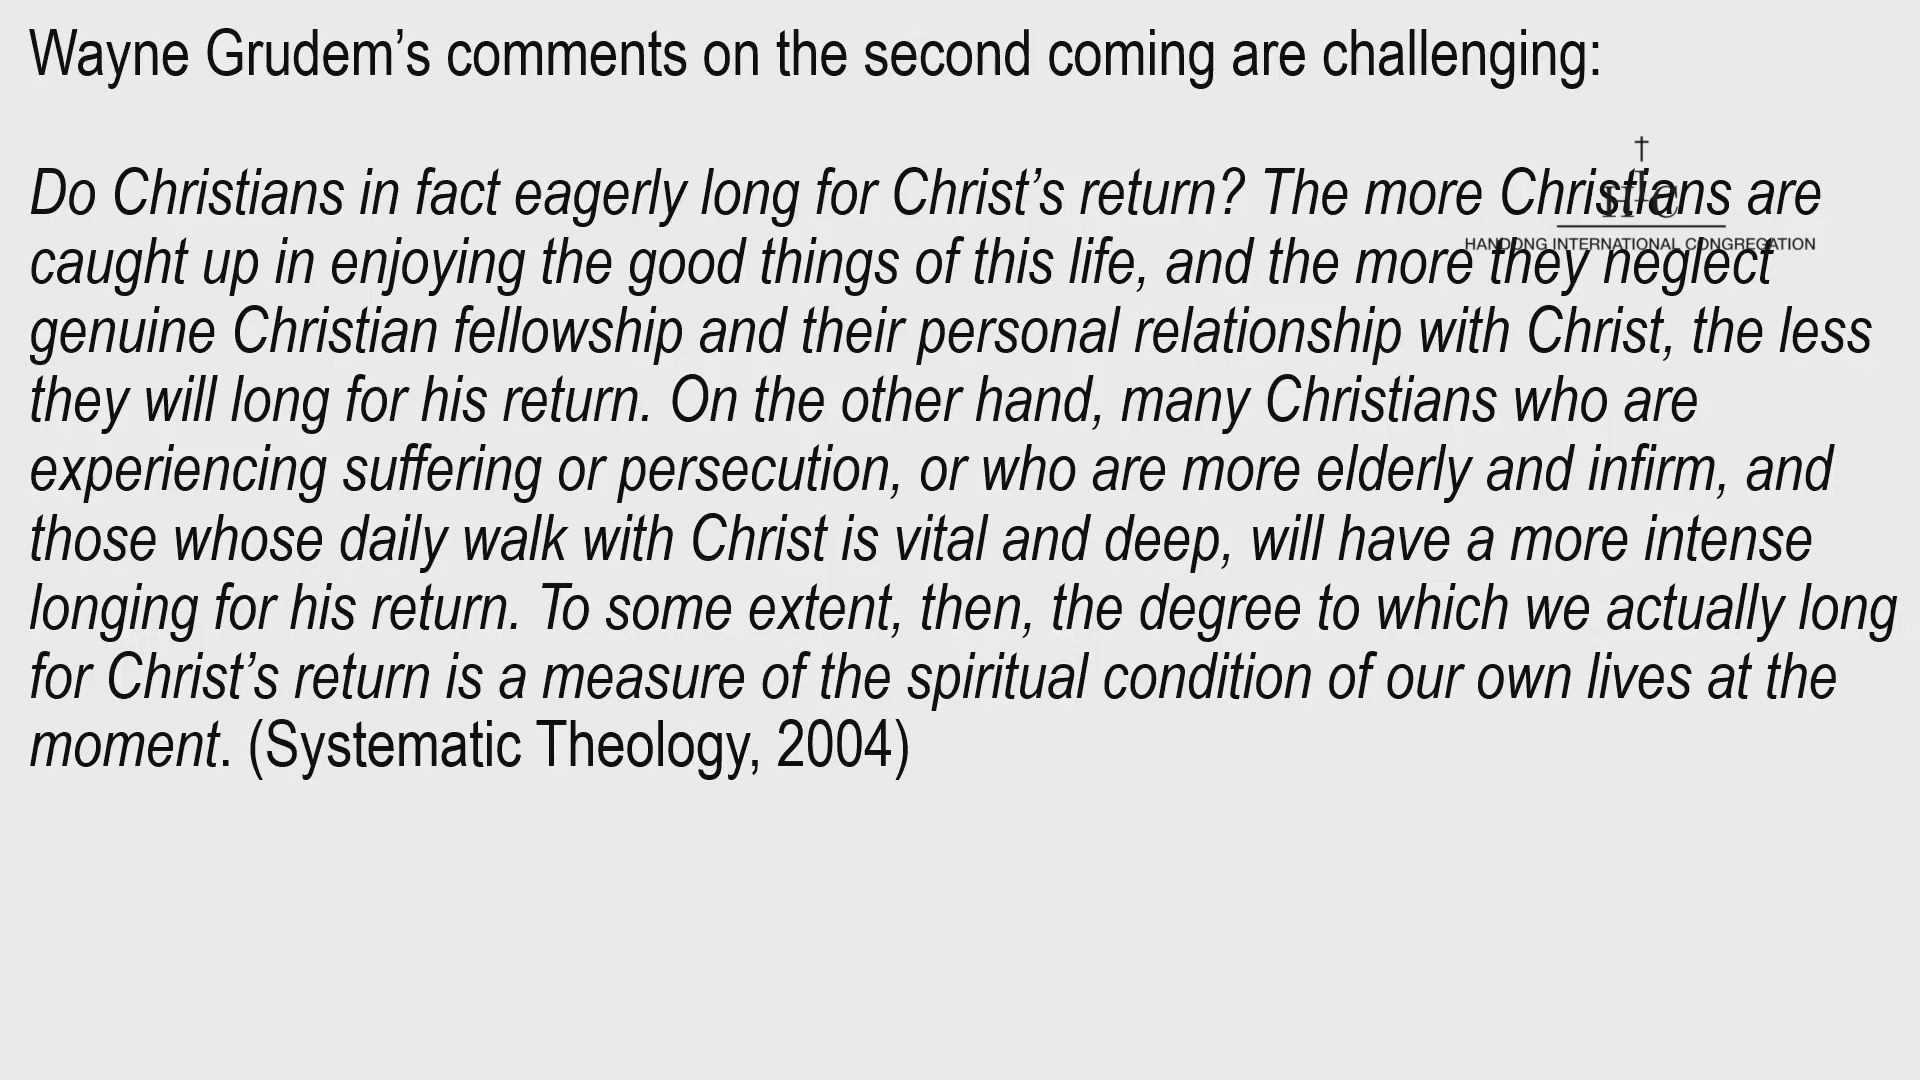 Wayne Grudem’s comments on the second coming are challenging:
Do Christians in fact eagerly long for Christ’s return? The more Christians are
caught up in enjoying the good things of this life, and the more they neglect
genuine Christian fellowship and their personal relationship with Christ, the less
they will long for his return. On the other hand, many Christians who are
experiencing suffering or persecution, or who are more elderly and infirm, and
those whose daily walk with Christ is vital and deep, will have a more intense
longing for his return. To some extent, then, the degree to which we actually long
for Christ’s return is a measure of the spiritual condition of our own lives at the
moment. (Systematic Theology, 2004)
HIC
HANDONG INTERNATIONAL CONGREGATION